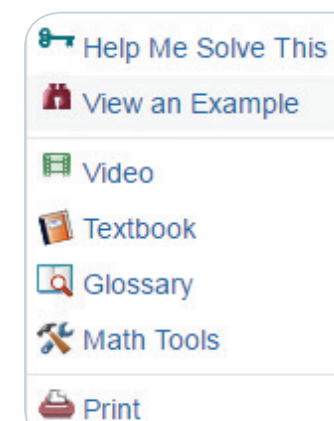 Help Me Solve This
View an Example
Video
Textbook
Glossary
Math Tools
Print